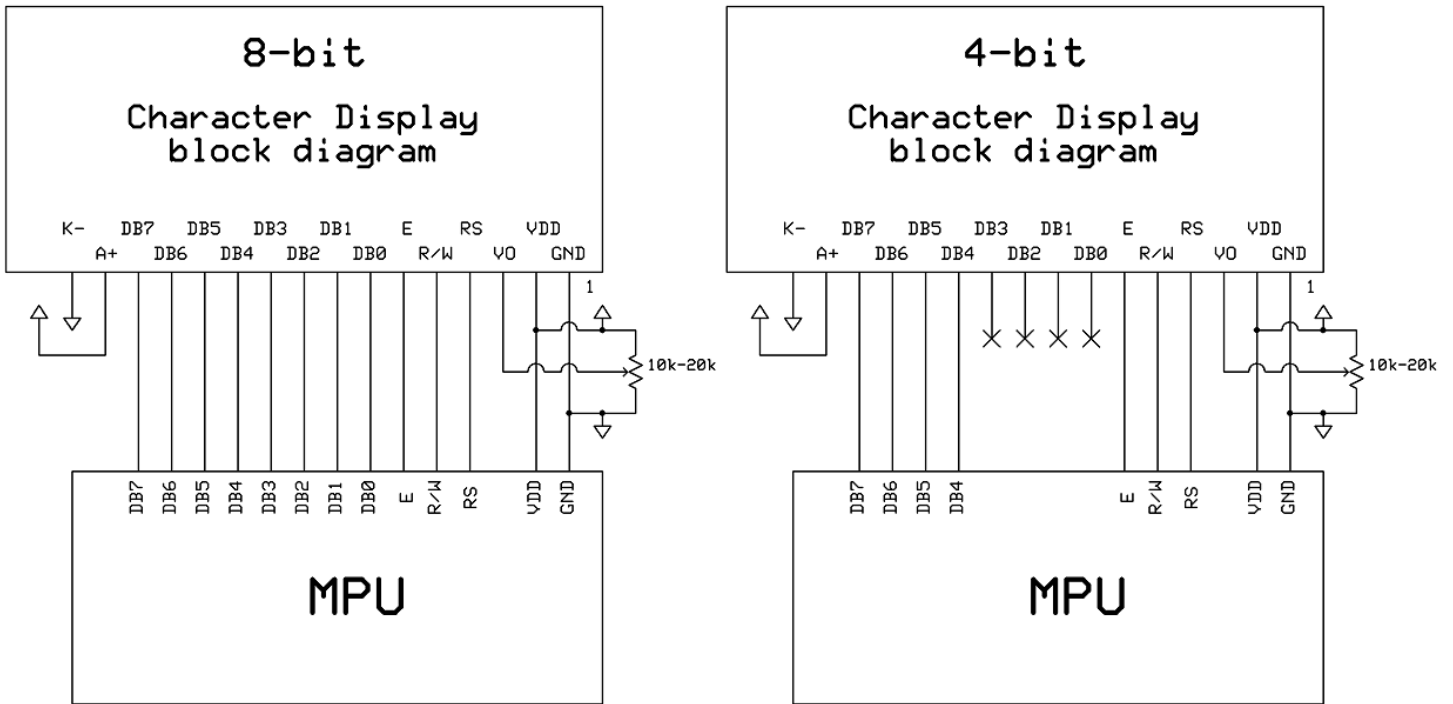 8-bit
Character Display
block diagram
K- DB7 DB5 DB3 DB1 E RS VDD
A+ DB6 DB4 DB2 DB0 R/W VO GND
1
10k-20k
DB7 DB6 DB5 DB4 DB3 DB2 DB1 DB0 E R/W RS VDD GND
MPU
4-bit
Character Display
block diagram
K- DB7 DB5 DB3 DB1 E RS VDD
A+ DB6 DB4 DB2 DB0 R/W VO GND
1
10k-20k
DB7 DB6 DB5 DB4 E R/W RS VDD GND
MPU